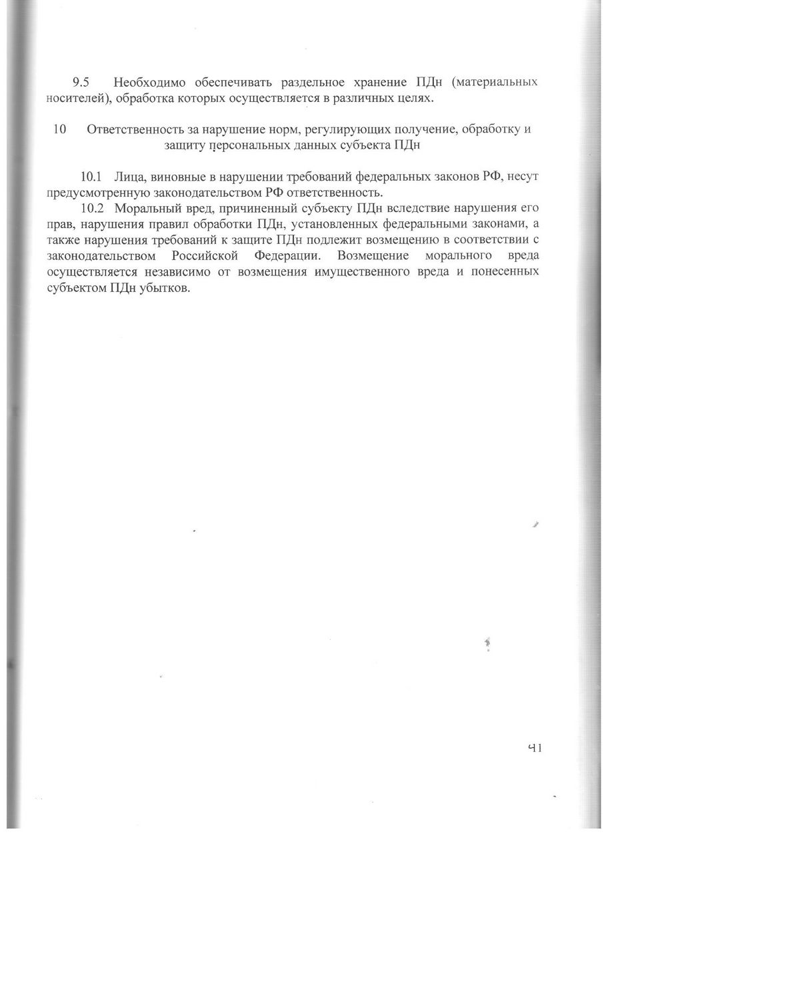 9.5 Необходимо обеспечивать раздельное хранение ПДн (материальных
носителей), обработка которых осуществляется в различных целях.
10 Ответственность за нарушение норм, регулирующих получение, обработку и
защиту персональных данных субъекта ПДн
10.1 Лица, виновные в нарушении требований федеральных законов РФ, несут
предусмотренную законодательством РФ ответственность.
10.2 Моральный вред, причиненный субъекту ПДн вследствие нарушения его
прав, нарушения правил обработки ПДн, установленных федеральными законами, а
также нарушения требований к защите ПДн подлежит возмещению в соответствии с
законодательством Российской Федерации. Возмещение морального вреда
осуществляется независимо от возмещения имущественного вреда и понесенных
субъектом ПДн убытков.
41